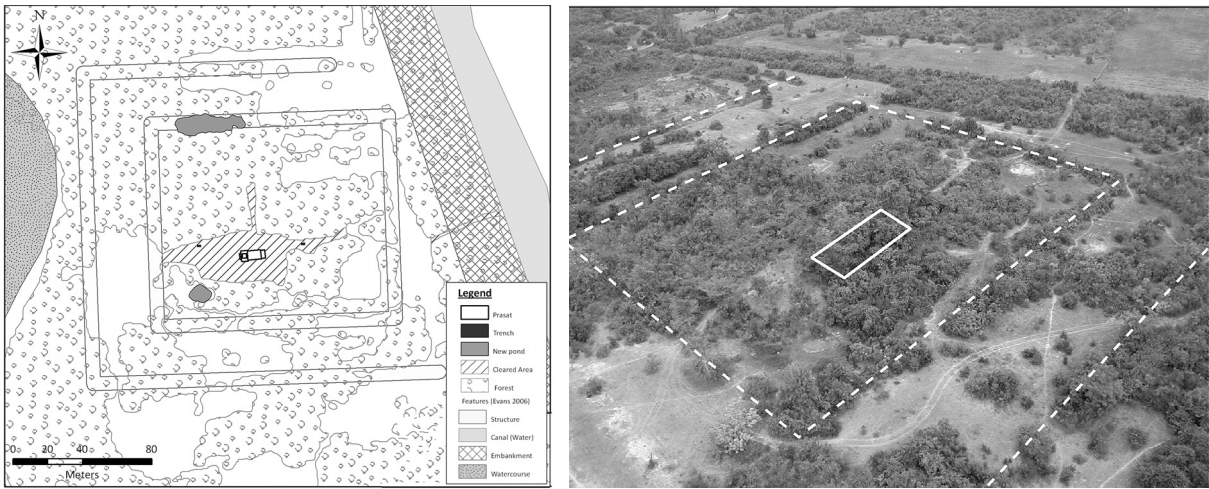 N
Legend
Prasat
Trench
New pond
Cleared Area
Forest
Features (Evans 2006)
Structure
Canal (Water)
Embankment
Watercourse
0 20 40 80
Meters